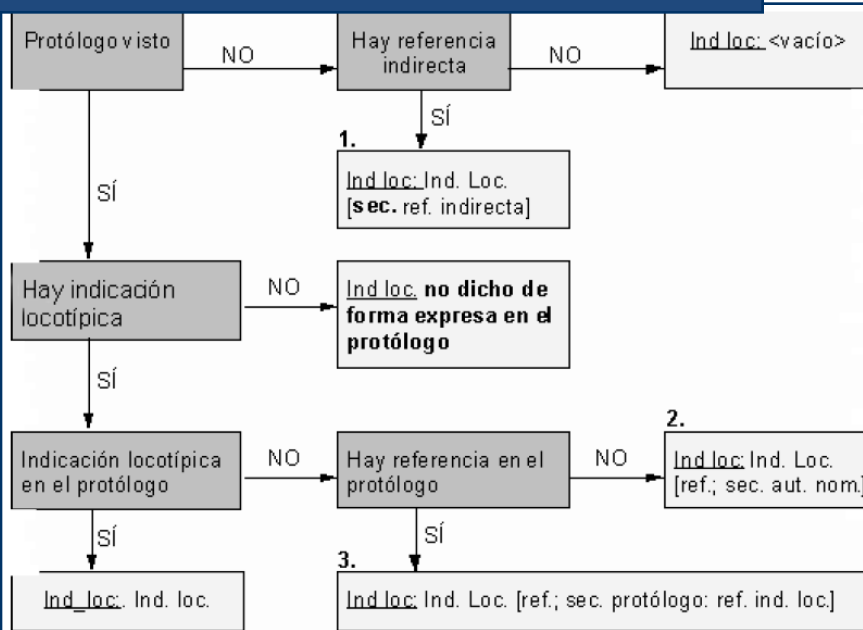 Protólogo visto
NO
Hay referencia
indirecta
NO
Ind loc: <vacío>
SÍ
1.
Ind loc: Ind. Loc.
[sec. ref. indirecta]
SÍ
Hay indicación
locotípica
NO
Ind loc. no dicho de
forma expresa en el
protólogo
SÍ
Indicación locotípica
en el protólogo
NO
Hay referencia en el
protólogo
NO
2.
Ind loc: Ind. Loc.
[ref.; sec. aut. nom.]
SÍ
Ind_loc:. Ind. loc.
SÍ
3.
Ind loc: Ind. Loc. [ref.; sec. protólogo: ref. ind. loc.]